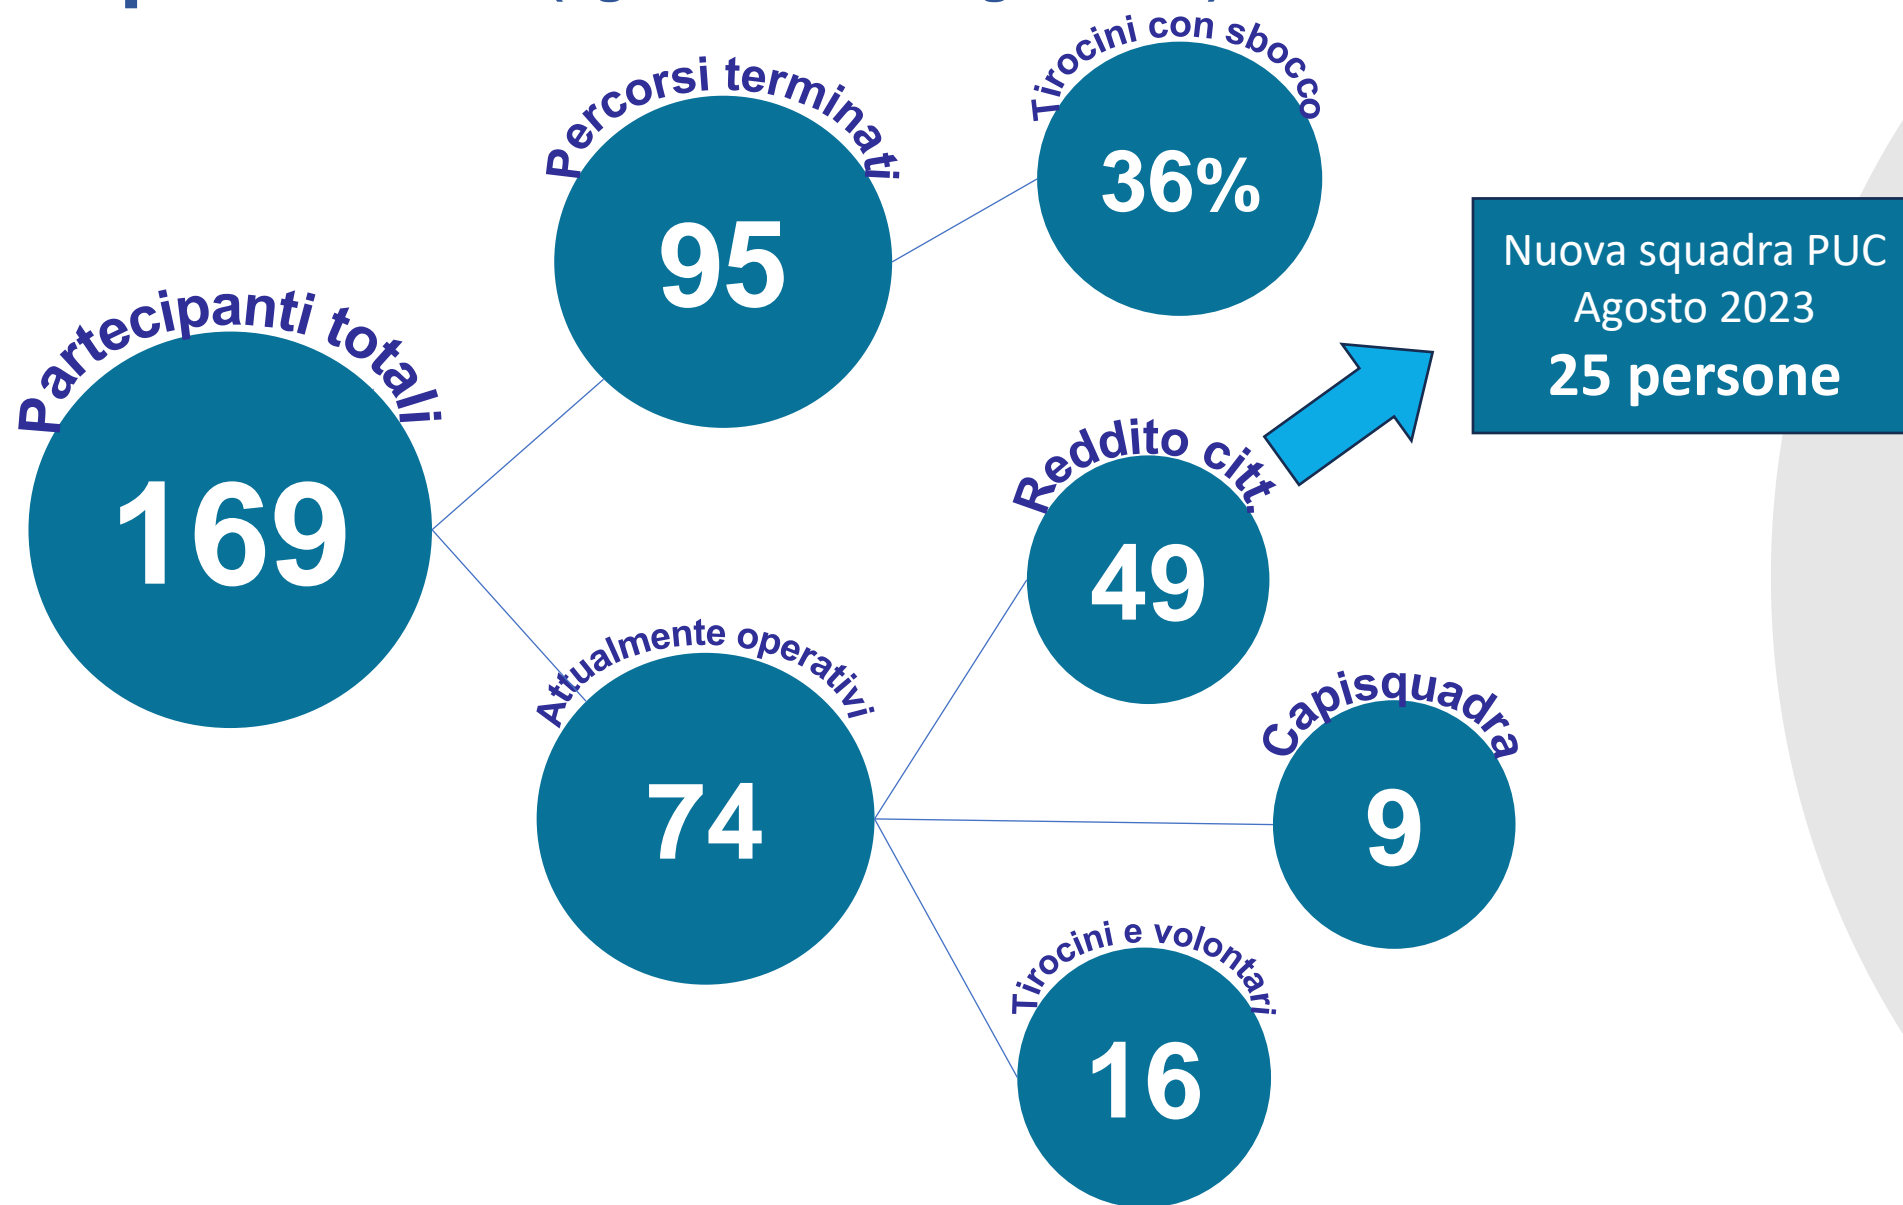 Partecipanti totali
169
Percorsi terminati
95
Tirocini con sbocco
36%
Attualmente operativi
74
Reddito citt.
49
Nuova squadra PUC
Agosto 2023
25 persone
Capisquadra
9
Tirocini e volontari
16